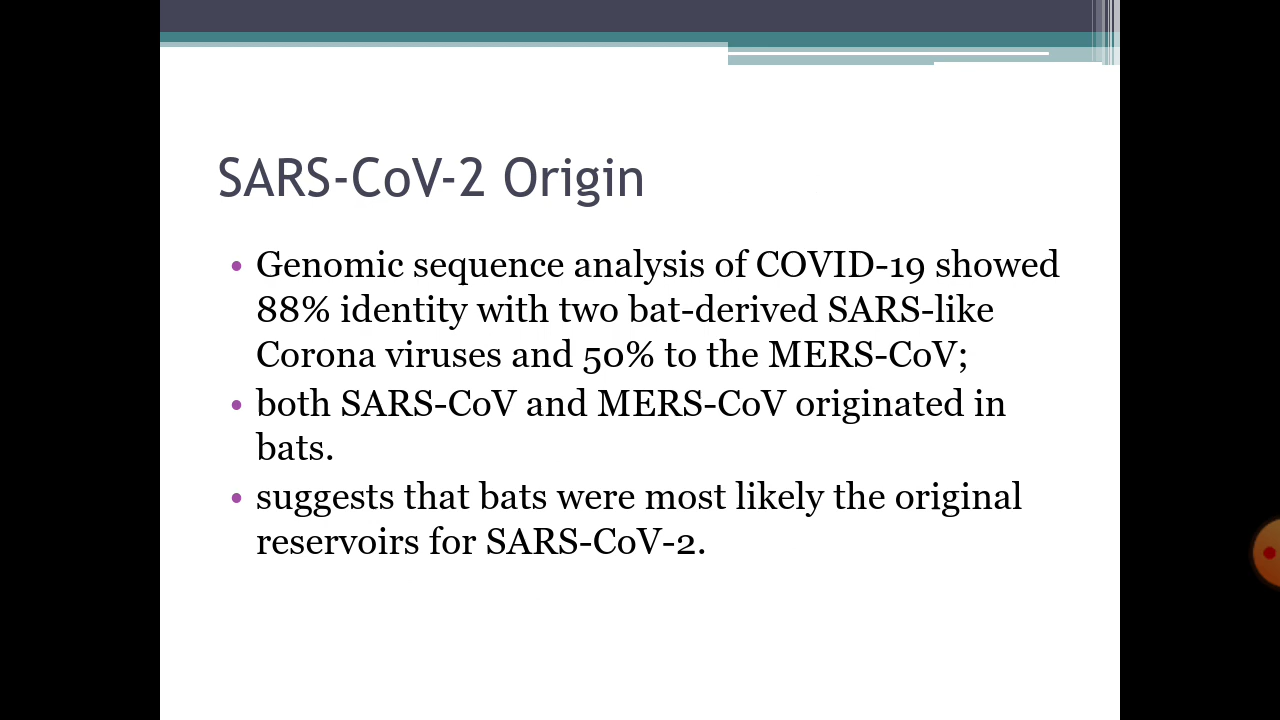 SARS-CoV-2 Origin
• Genomic sequence analysis of COVID-19 showed
88% identity with two bat-derived SARS-like
Corona viruses and 50% to the MERS-CoV;
• both SARS-CoV and MERS-CoV originated in
bats.
• suggests that bats were most likely the original
reservoirs for SARS-CoV-2.